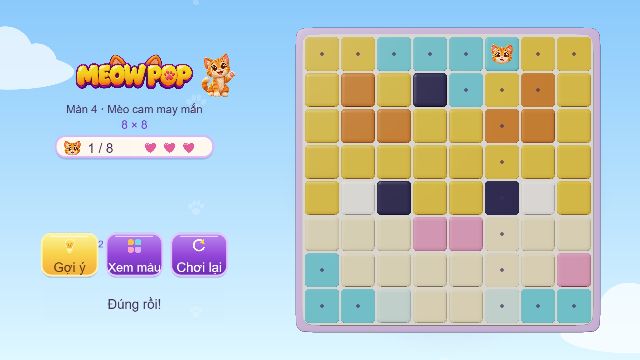 MEOW POP
Màn 4 · Mèo cam may mắn
8 × 8
1 / 8
2
Gợi ý
Xem màu
Chơi lại
Đúng rồi!